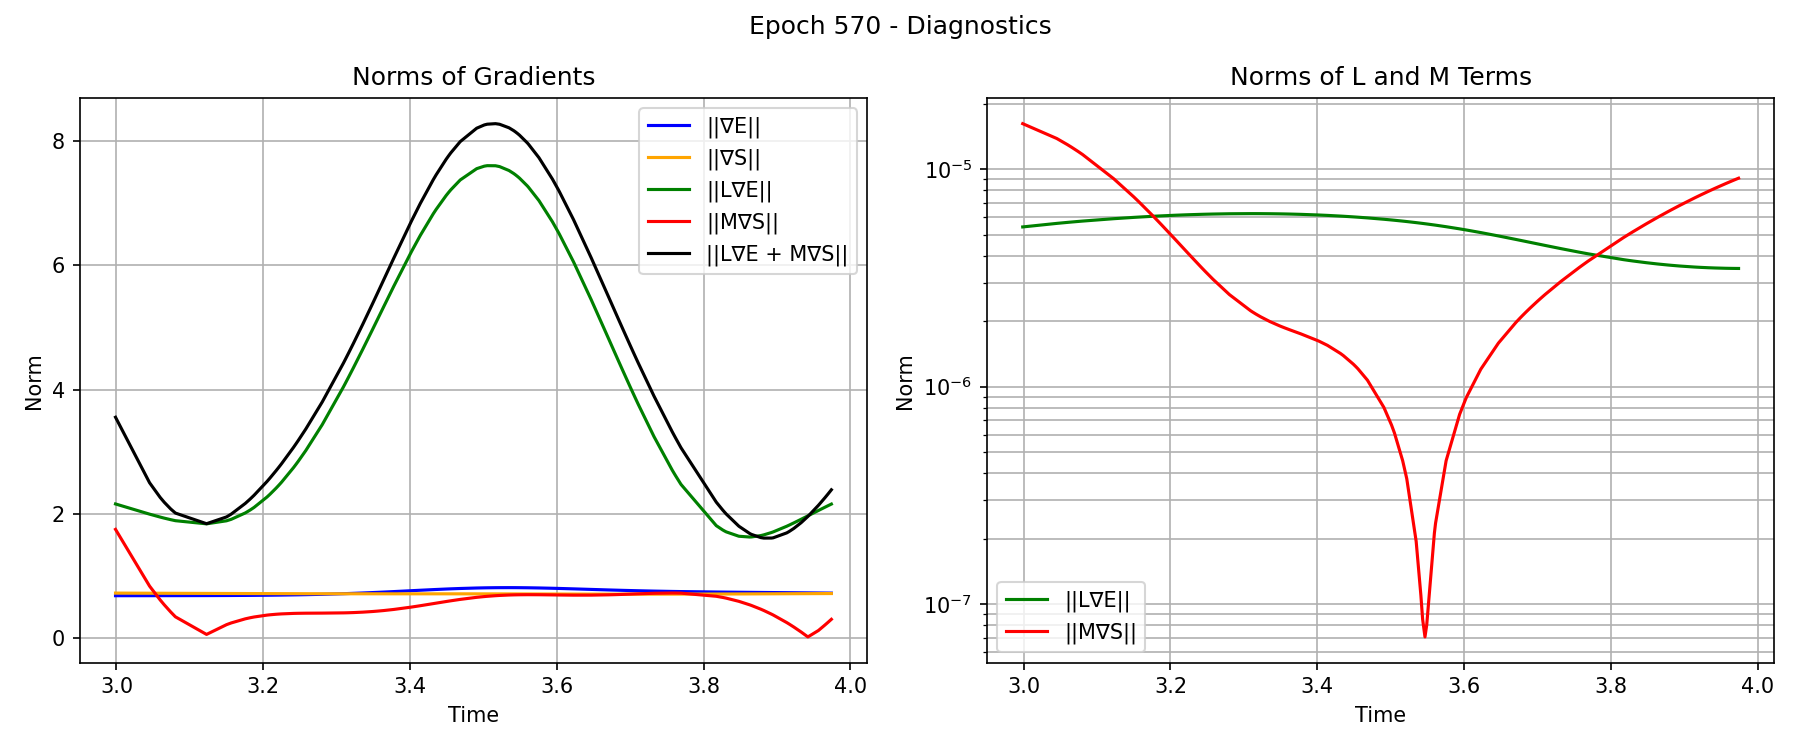 Epoch 570 - Diagnostics
Norms of Gradients
||∇E||
||∇S||
||L∇E||
||M∇S||
||L∇E + M∇S||
8
6
4
2
0
Norm
3.0 3.2 3.4 3.6 3.8 4.0
Time
Norms of L and M Terms
10⁻⁵
10⁻⁶
10⁻⁷
Norm
||L∇E||
||M∇S||
3.0 3.2 3.4 3.6 3.8 4.0
Time